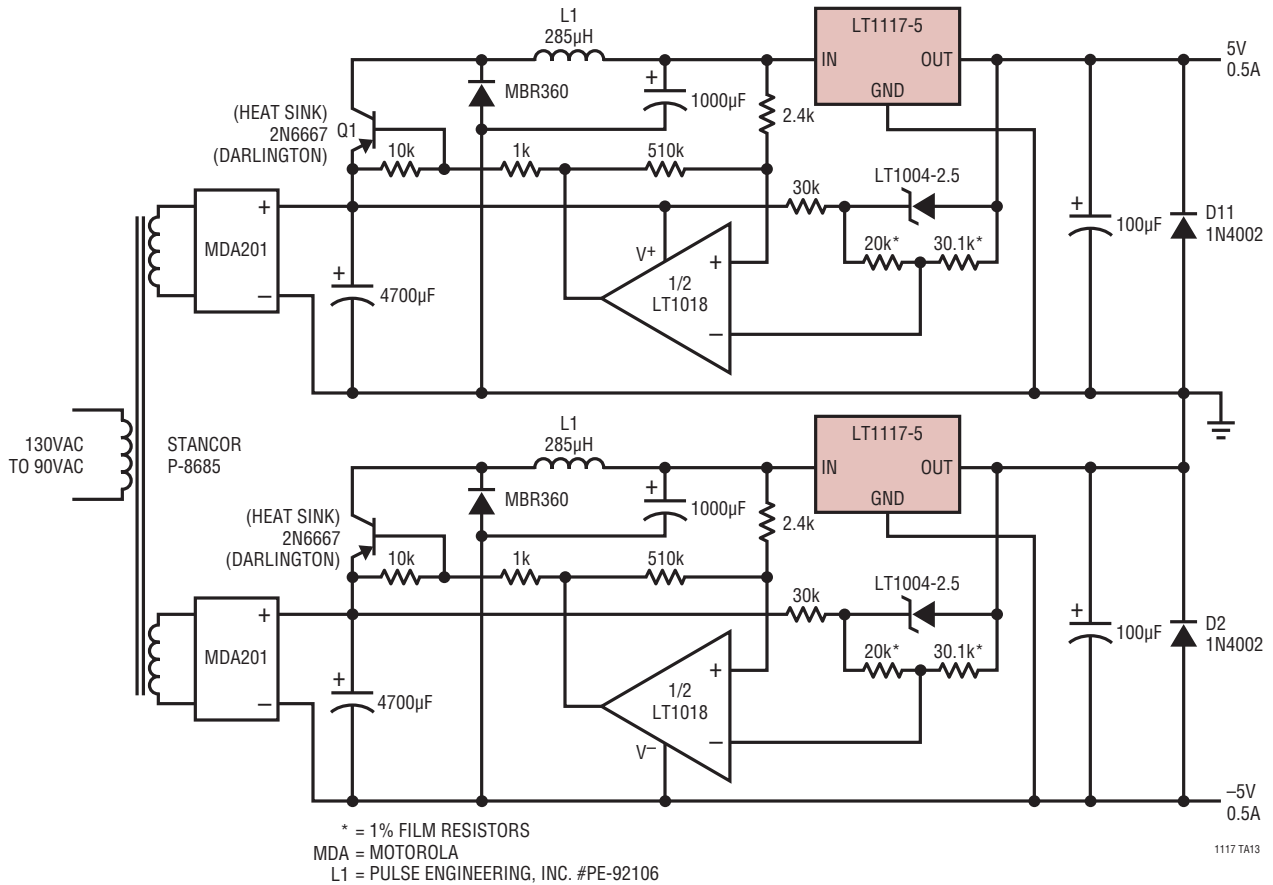 L1
285µH
LT1117-5
IN
OUT
GND
5V
0.5A
MBR360
+
1000µF
2.4k
(HEAT SINK)
2N6667
(DARLINGTON)
Q1
10k
1k
510k
30k
LT1004-2.5
20k*
30.1k*
+
100µF
D11
1N4002
MDA201
+
–
+
4700µF
V+
+
1/2
LT1018
–
130VAC
TO 90VAC
STANCOR
P-8685
L1
285µH
LT1117-5
IN
OUT
GND
MBR360
+
1000µF
2.4k
(HEAT SINK)
2N6667
(DARLINGTON)
10k
1k
510k
30k
LT1004-2.5
20k*
30.1k*
+
100µF
D2
1N4002
MDA201
+
–
+
4700µF
+
1/2
LT1018
–
V–
–5V
0.5A
* = 1% FILM RESISTORS
MDA = MOTOROLA
L1 = PULSE ENGINEERING, INC. #PE-92106
1117 TA13